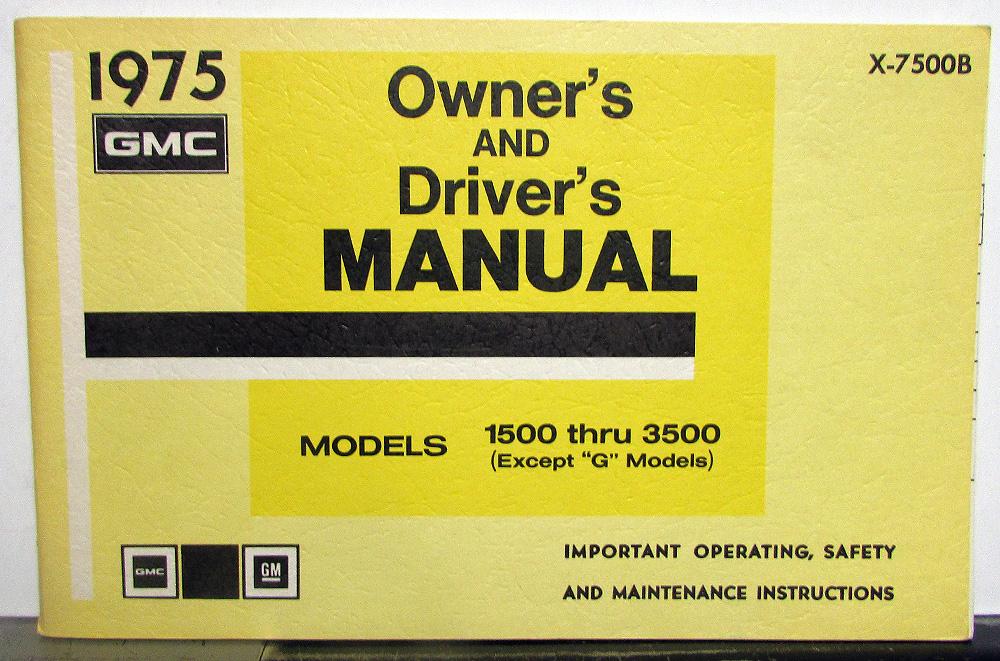 1975
GMC
X-7500B
Owner's
AND
Driver's
MANUAL
MODELS
1500 thru 3500
(Except "G" Models)
GMC
GM
IMPORTANT OPERATING, SAFETY
AND MAINTENANCE INSTRUCTIONS